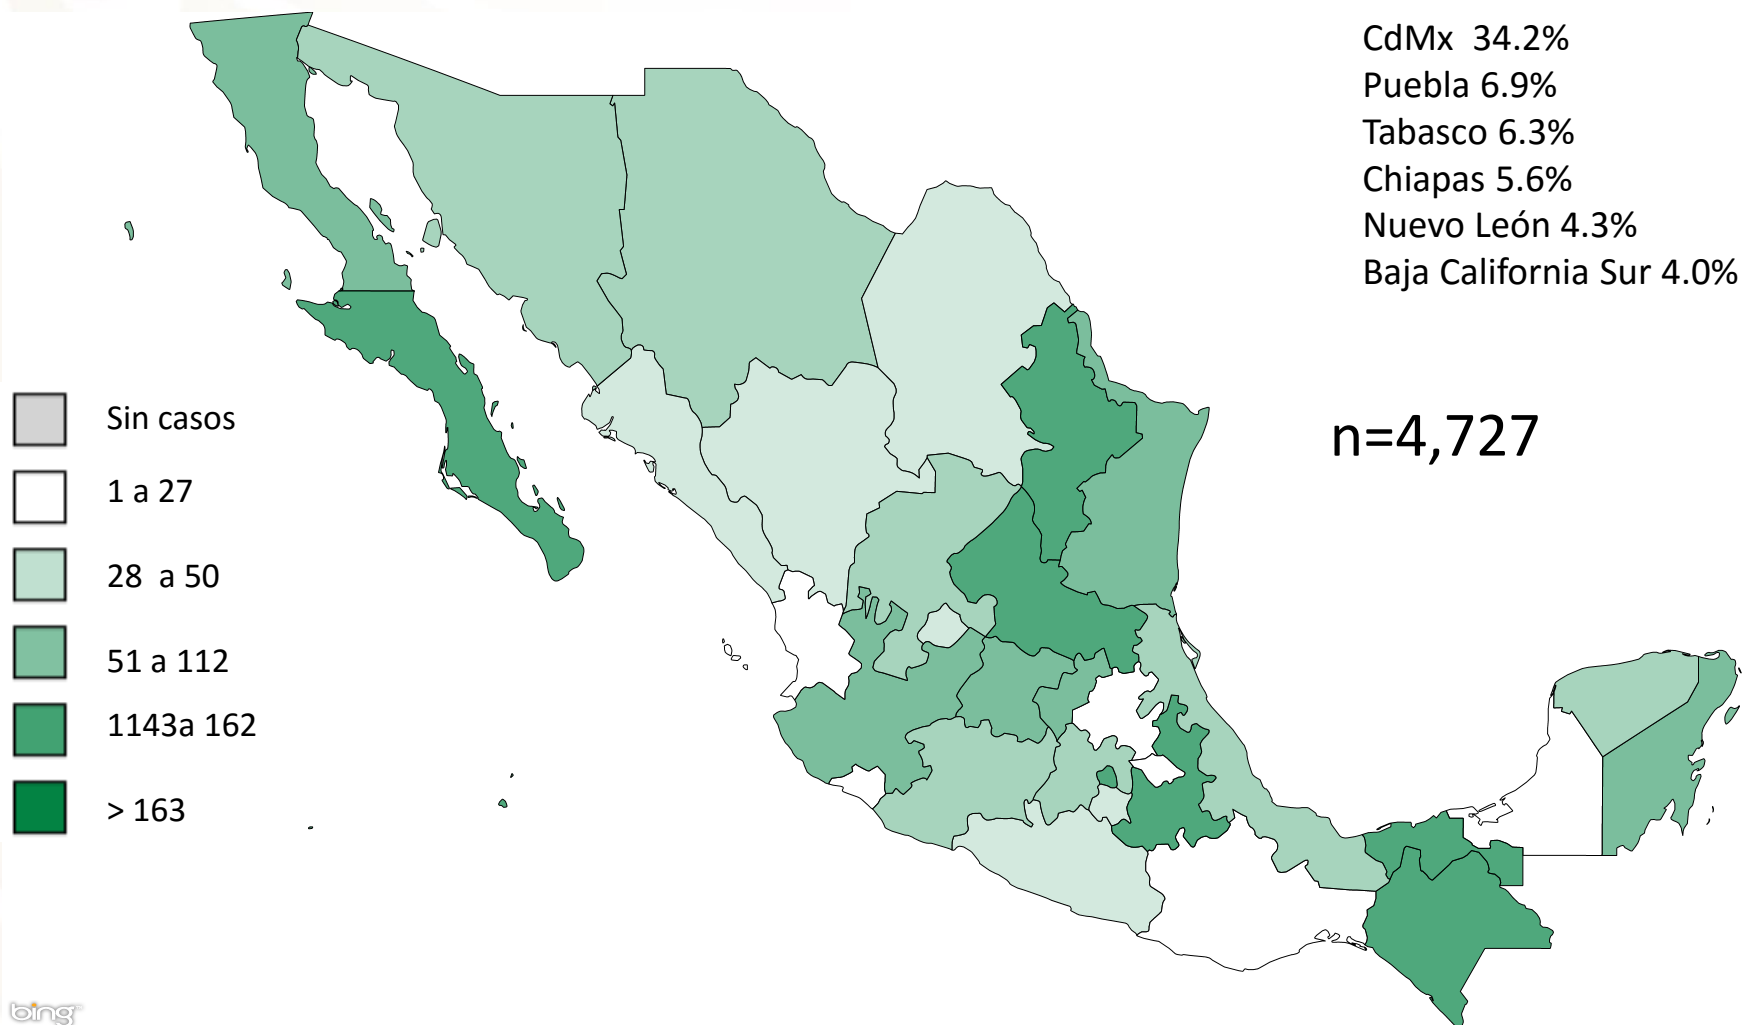 CdMx 34.2%
Puebla 6.9%
Tabasco 6.3%
Chiapas 5.6%
Nuevo León 4.3%
Baja California Sur 4.0%
n=4,727
Sin casos
1 a 27
28 a 50
51 a 112
1143a 162
> 163
bing